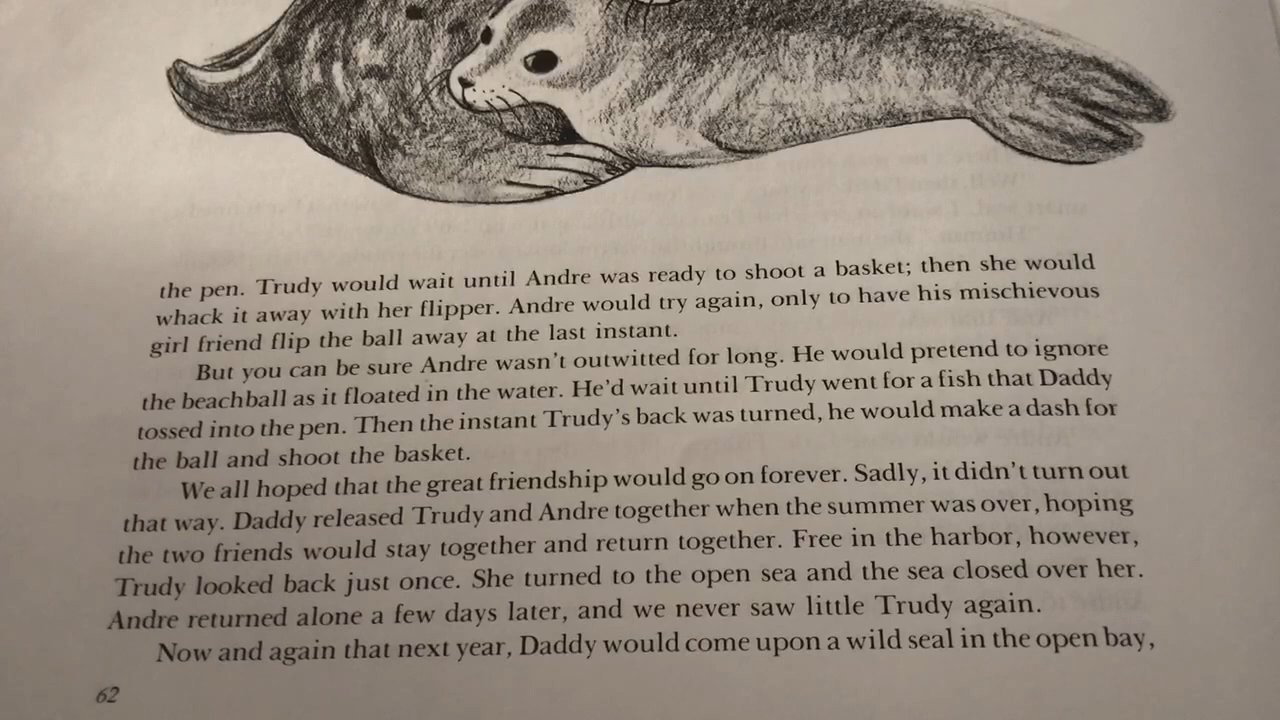 the pen. Trudy would wait until Andre was ready to shoot a basket; then she would
whack it away with her flipper. Andre would try again, only to have his mischievous
girl friend flip the ball away at the last instant.
But you can be sure Andre wasn't outwitted for long. He would pretend to ignore
the beachball as it floated in the water. He'd wait until Trudy went for a fish that Daddy
tossed into the pen. Then the instant Trudy's back was turned, he would make a dash for
the ball and shoot the basket.
We all hoped that the great friendship would go on forever. Sadly, it didn't turn out
that way. Daddy released Trudy and Andre together when the summer was over, hoping
the two friends would stay together and return together. Free in the harbor, however,
Trudy looked back just once. She turned to the open sea and the sea closed over her.
Andre returned alone a few days later, and we never saw little Trudy again.
Now and again that next year, Daddy would come upon a wild seal in the open bay,
62